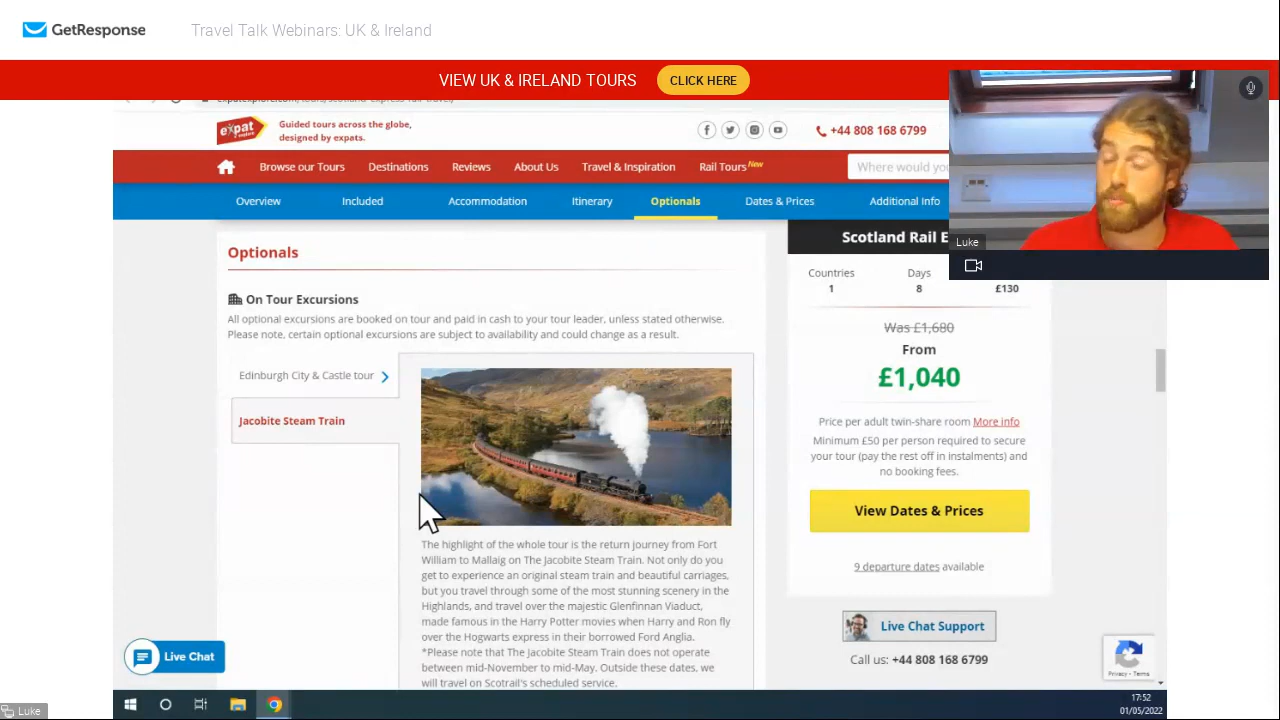 GetResponse
Travel Talk Webinars: UK & Ireland
VIEW UK & IRELAND TOURS
CLICK HERE
expat explore
Guided tours across the globe,
designed by expats.
+44 808 168 6799
Browse our Tours
Destinations
Reviews
About Us
Travel & Inspiration
Rail Tours New
Where would you
Overview
Included
Accommodation
Itinerary
Optionals
Dates & Prices
Additional Info
Luke
Optionals
On Tour Excursions
All optional excursions are booked on tour and paid in cash to your tour leader, unless stated otherwise.
Please note, certain optional excursions are subject to availability and could change as a result.
Edinburgh City & Castle tour
Jacobite Steam Train
The highlight of the whole tour is the return journey from Fort
William to Mallaig on The Jacobite Steam Train. Not only do you
get to experience an original steam train and beautiful carriages,
but you travel through some of the most stunning scenery in the
Highlands, and travel over the majestic Glenfinnan Viaduct,
made famous in the Harry Potter movies when Harry and Ron fly
over the Hogwarts express in their borrowed Ford Anglia.
*Please note that The Jacobite Steam Train does not operate
between mid-November to mid-May. Outside these dates, we
will travel on Scotrail's scheduled service.
Scotland Rail E
Countries
1
Days
8
£130
Was £1,680
From
£1,040
Price per adult twin-share room More info
Minimum £50 per person required to secure
your tour (pay the rest off in instalments) and
no booking fees.
View Dates & Prices
9 departure dates available
Live Chat Support
Call us: +44 808 168 6799
Live Chat
Privacy - Terms
17:52
01/05/2022
Luke